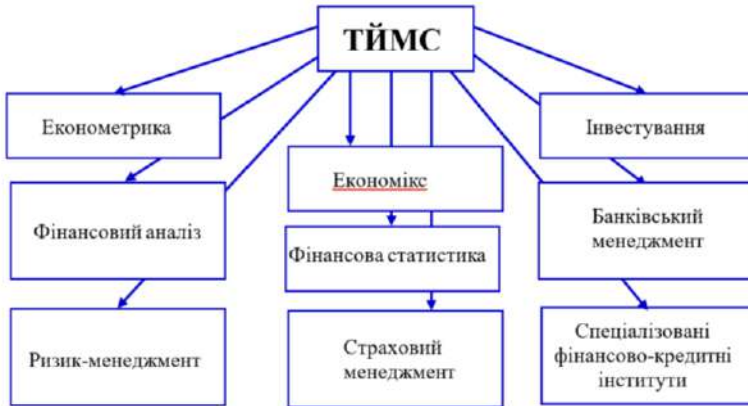 ТЙМС
Економетрика
Інвестування
Економікс
Фінансовий аналіз
Банківський
менеджмент
Фінансова статистика
Ризик-менеджмент
Страховий
менеджмент
Спеціалізовані
фінансово-кредитні
інститути